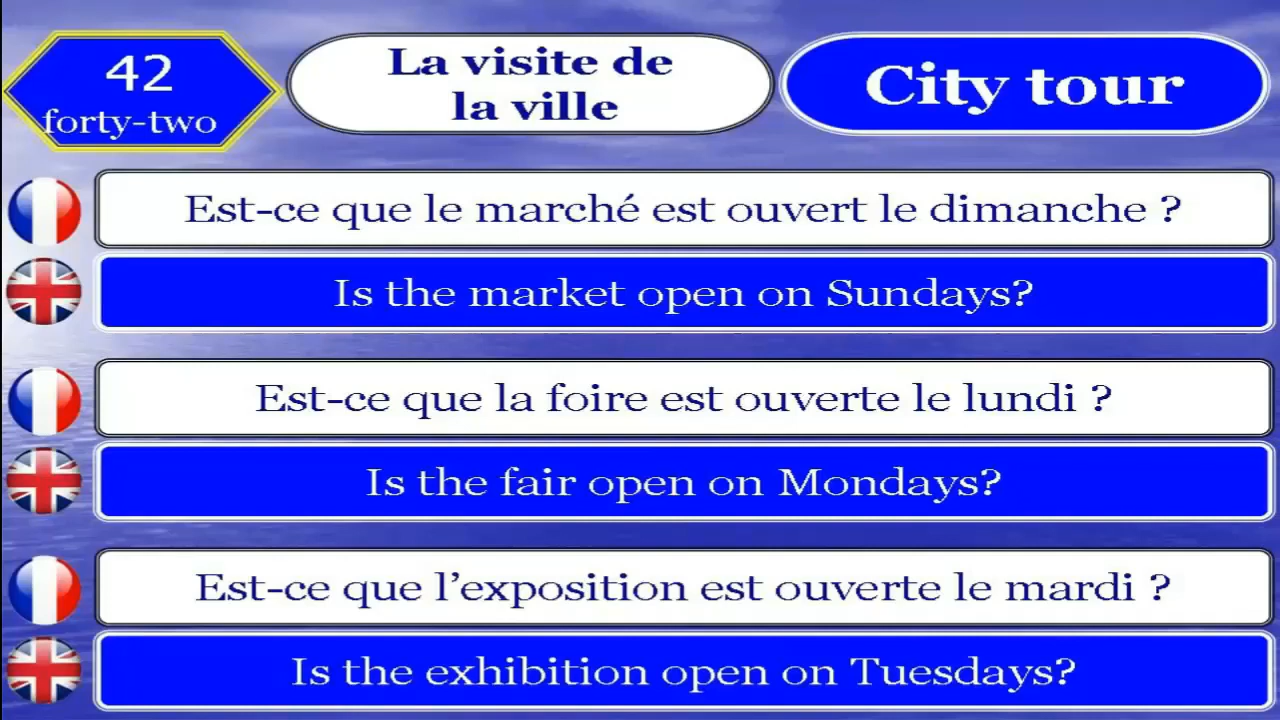 42
forty-two
La visite de
la ville
City tour
Est-ce que le marché est ouvert le dimanche ?
Is the market open on Sundays?
Est-ce que la foire est ouverte le lundi ?
Is the fair open on Mondays?
Est-ce que l’exposition est ouverte le mardi ?
Is the exhibition open on Tuesdays?